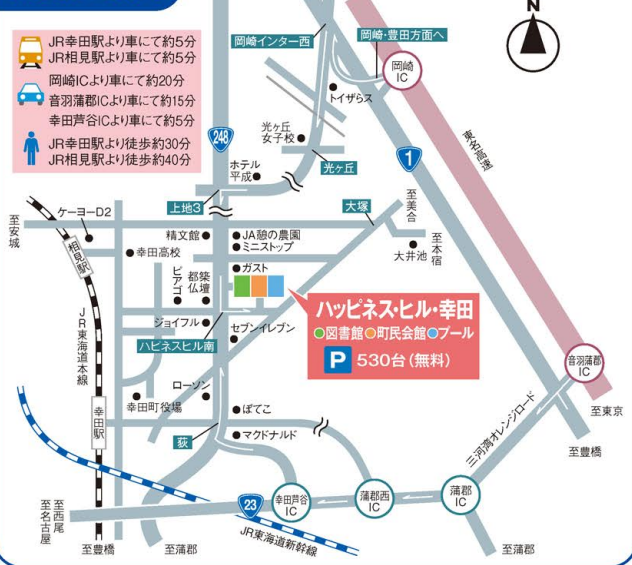 JR幸田駅より車にて約5分
JR相見駅より車にて約5分
岡崎ICより車にて約20分
音羽蒲郡ICより車にて約15分
幸田芦谷ICより車にて約5分
JR幸田駅より徒歩約30分
JR相見駅より徒歩約40分
岡崎インター西
岡崎・豊田方面へ
N
岡崎
IC
トイザらス
248
光ヶ丘
女子校
1
東名高速
ホテル
平成
光ヶ丘
上地3
大塚
至美合
ケーヨーD2
至安城
相見駅
精文館
JA憩の農園
ミニストップ
幸田高校
大井池
至本宿
ガスト
ピアゴ
都築
仏壇
ハッピネス・ヒル・幸田
図書館 町民会館 プール
P 530台(無料)
JR東海道本線
ジョイフル
セブンイレブン
ハピネスヒル南
音羽蒲郡
IC
ローソン
幸田町役場
至東京
幸田駅
ぽてこ
三河湾オレンジロード
荻
マクドナルド
至豊橋
23
幸田芦谷
IC
蒲郡西
IC
蒲郡
IC
至西尾
至名古屋
JR東海道新幹線
至豊橋
至蒲郡
至蒲郡